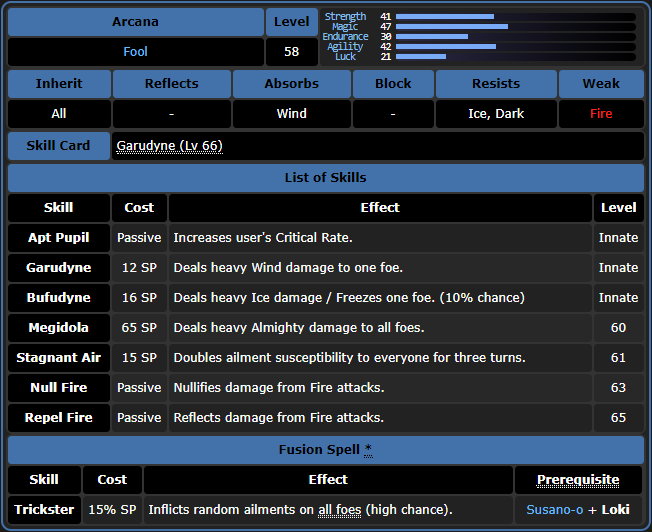 Arcana Level
Fool 58
Strength 41
Magic 47
Endurance 30
Agility 42
Luck 21
Inherit Reflects Absorbs Block Resists Weak
All - Wind - Ice, Dark Fire
Skill Card Garudyne (Lv 66)
List of Skills
Skill Cost Effect Level
Apt Pupil Passive Increases user's Critical Rate. Innate
Garudyne 12 SP Deals heavy Wind damage to one foe. Innate
Bufudyne 16 SP Deals heavy Ice damage / Freezes one foe. (10% chance) Innate
Megidola 65 SP Deals heavy Almighty damage to all foes. 60
Stagnant Air 15 SP Doubles ailment susceptibility to everyone for three turns. 61
Null Fire Passive Nullifies damage from Fire attacks. 63
Repel Fire Passive Reflects damage from Fire attacks. 65
Fusion Spell *
Skill Cost Effect Prerequisite
Trickster 15% SP Inflicts random ailments on all foes (high chance). Susano-o + Loki